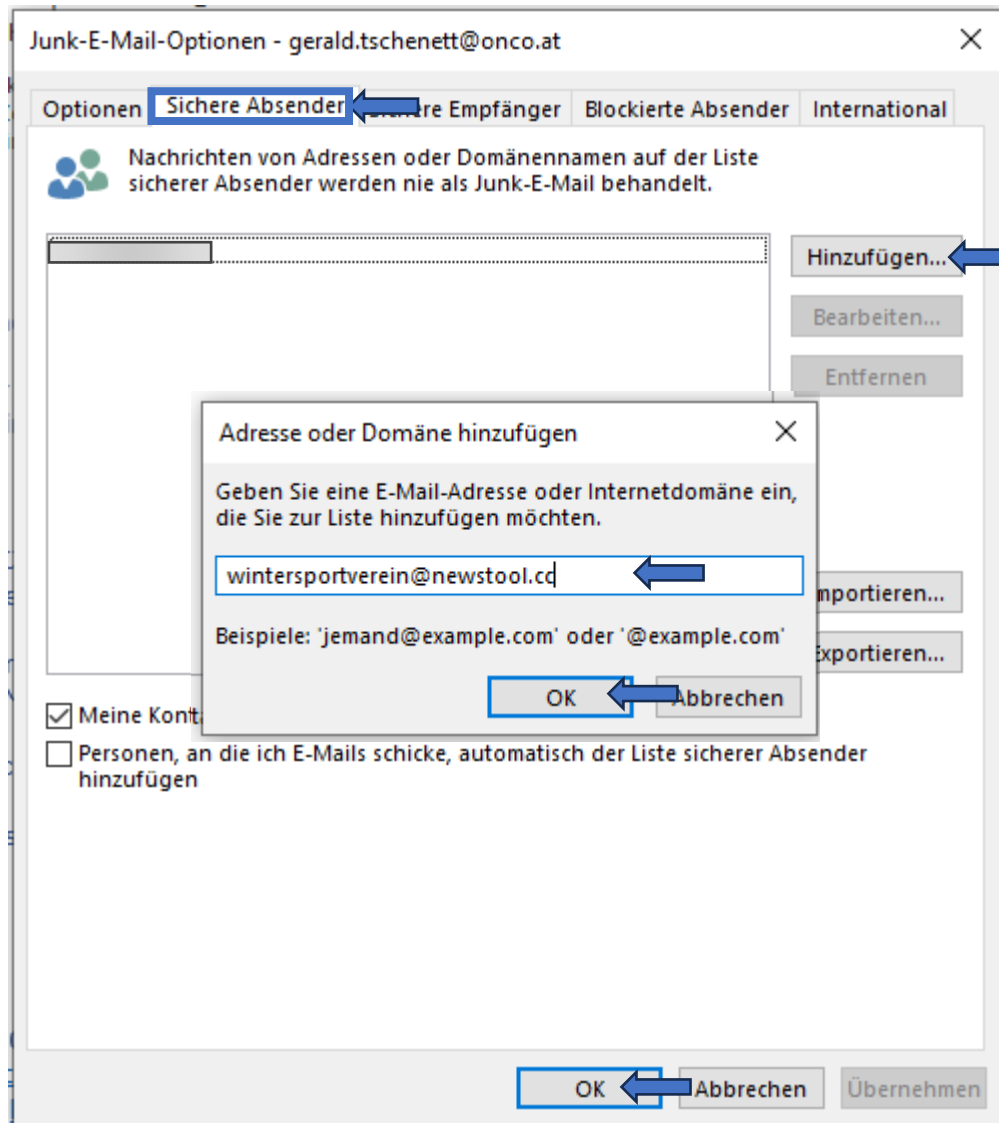 Junk-E-Mail-Optionen - gerald.tschenett@onco.at
Optionen Sichere Absender Empfänger Blockierte Absender International
Nachrichten von Adressen oder Domänennamen auf der Liste
sicherer Absender werden nie als Junk-E-Mail behandelt.
Hinzufügen...
Bearbeiten...
Entfernen
Adresse oder Domäne hinzufügen
Geben Sie eine E-Mail-Adresse oder Internetdomäne ein,
die Sie zur Liste hinzufügen möchten.
wintersportverein@newstool.cc
Beispiele: 'jemand@example.com' oder '@example.com'
OK Abbrechen
mportieren...
Exportieren...
Meine Konta
Personen, an die ich E-Mails schicke, automatisch der Liste sicherer Absender
hinzufügen
OK Abbrechen Übernehmen